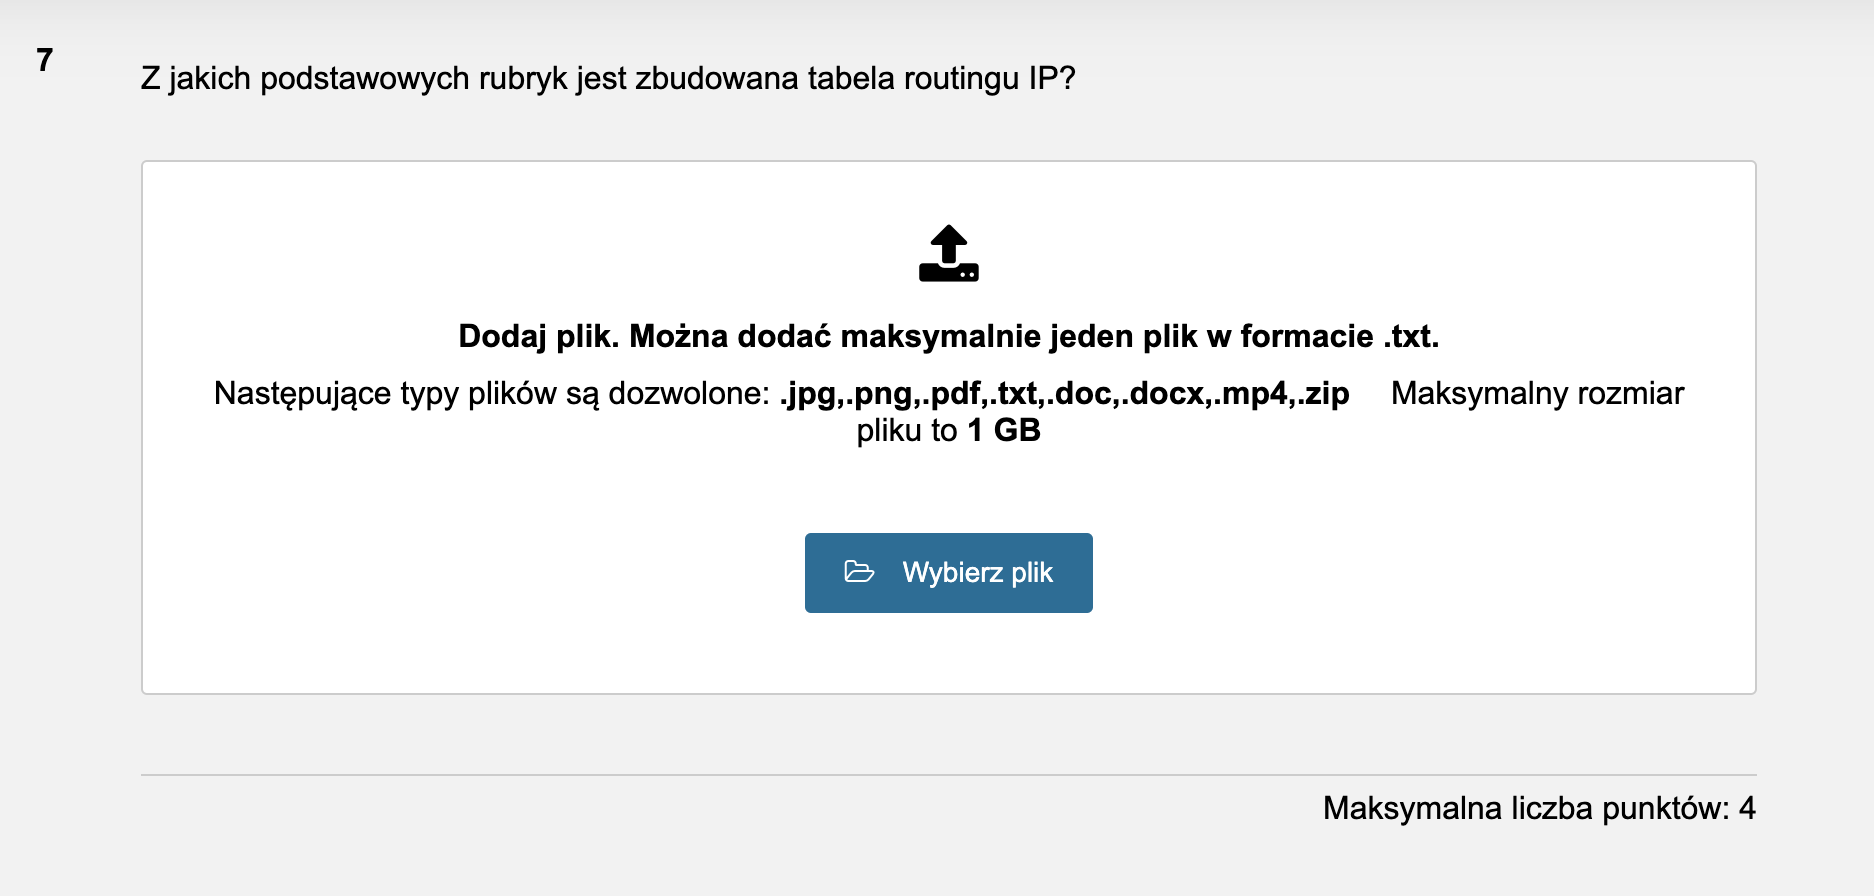 7
Z jakich podstawowych rubryk jest zbudowana tabela routingu IP?
Dodaj plik. Można dodać maksymalnie jeden plik w formacie .txt.
Następujące typy plików są dozwolone: .jpg,.png,.pdf,.txt,.doc,.docx,.mp4,.zip Maksymalny rozmiar
pliku to 1 GB
Wybierz plik
Maksymalna liczba punktów: 4